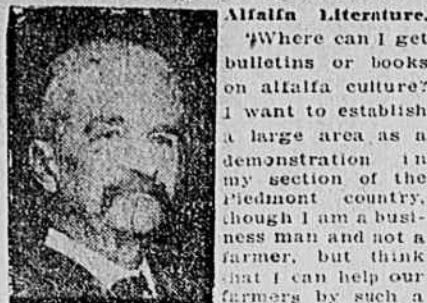 Alfalfa Literature.
"Where can I get
bulletins or books
on alfalfa culture?
I want to establish
a large area as a
demonstration in
my section of the
Piedmont country,
though I am a busi-
ness man and not a
farmer, but think
that I can help our
farmers by such a